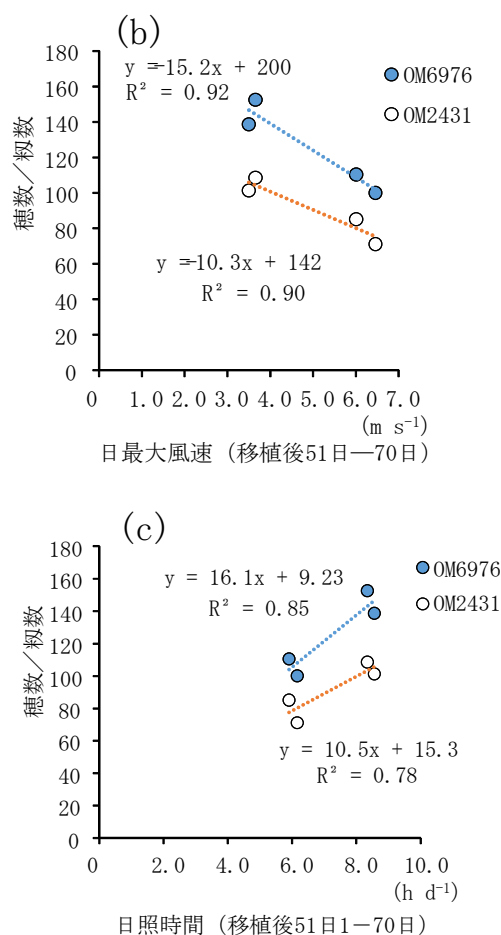 (b)
y =-15.2x + 200
R² = 0.92
OM6976
OM2431
y =-10.3x + 142
R² = 0.90
穂数／籾数
180
160
140
120
100
80
60
40
20
0
0 1.0 2.0 3.0 4.0 5.0 6.0 7.0
(m s⁻¹)
日最大風速（移植後51日―70日）
(c)
y = 16.1x + 9.23
R² = 0.85
OM6976
OM2431
y = 10.5x + 15.3
R² = 0.78
穂数／籾数
180
160
140
120
100
80
60
40
20
0
0 2.0 4.0 6.0 8.0 10.0
(h d⁻¹)
日照時間（移植後51日1－70日）